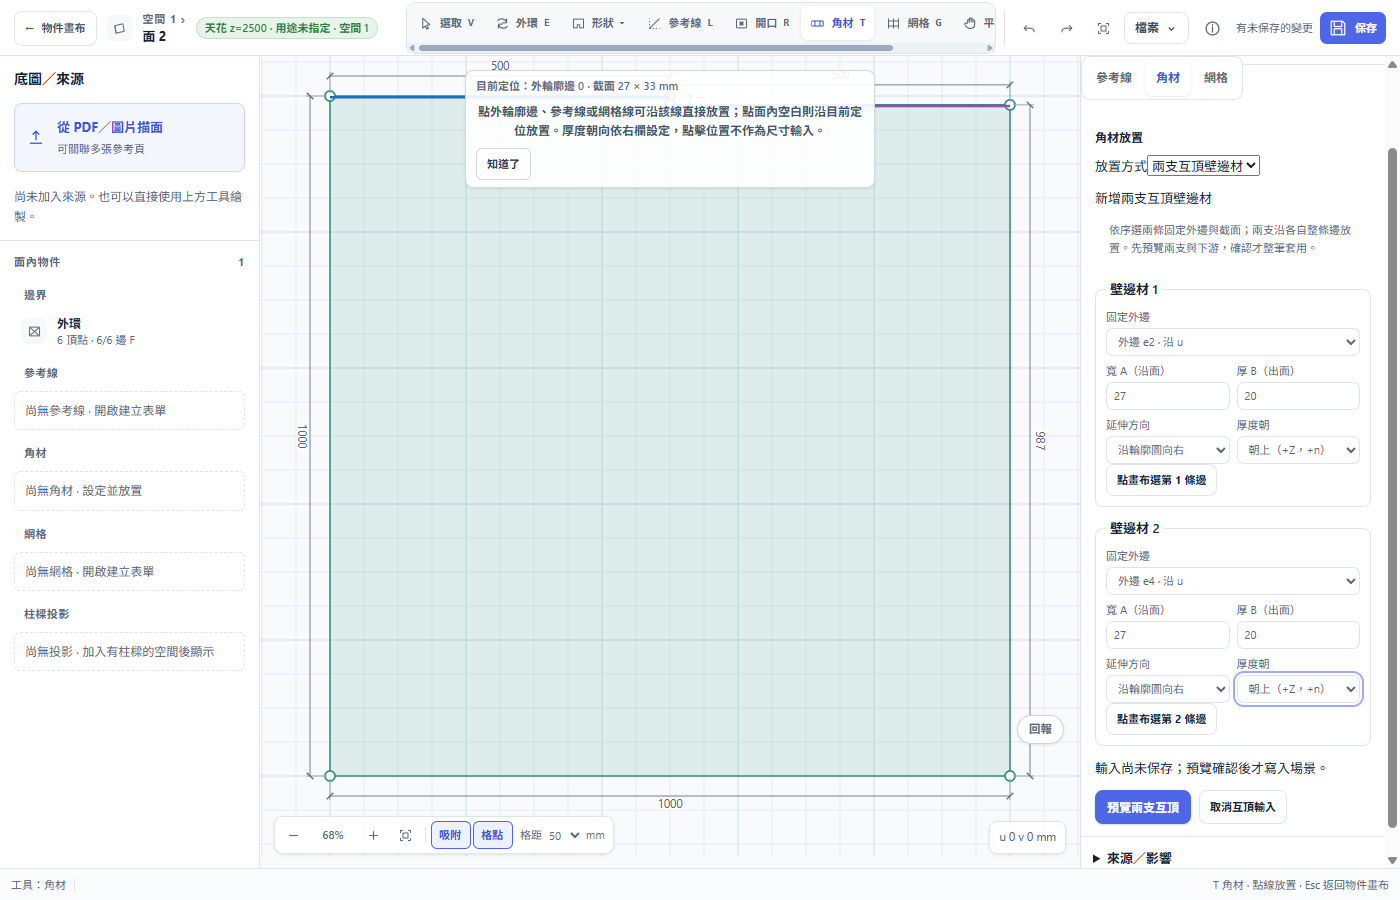 ← 物件畫布
空間 1 ›
面 2
天花 z=2500 · 用途未指定 · 空間 1
選取 V
外環 E
形狀
參考線 L
開口 R
角材 T
網格 G
平
檔案
有未保存的變更
保存
底圖／來源
從 PDF／圖片描面
可關聯多張參考頁
尚未加入來源。也可以直接使用上方工具繪
製。
面內物件 1
邊界
外環
6 頂點 · 6/6 邊 F
參考線
尚無參考線 · 開啟建立表單
角材
尚無角材 · 設定並放置
網格
尚無網格 · 開啟建立表單
柱樑投影
尚無投影 · 加入有柱樑的空間後顯示
500
500
目前定位：外輪廓邊 0 · 截面 27 × 33 mm
點外輪廓邊、參考線或網格線可沿該線直接放置；點面內空白則沿目前定
位放置。厚度朝向依右欄設定，點擊位置不作為尺寸輸入。
知道了
1000
987
1000
回報
− 68% +
吸附
格點
格距 50 mm
u 0 v 0 mm
參考線
角材
網格
角材放置
放置方式 兩支互頂壁邊材
新增兩支互頂壁邊材
依序選兩條固定外邊與截面；兩支沿各自整條邊放
置。先預覽兩支與下游，確認才整筆套用。
壁邊材 1
固定外邊
外邊 e2 · 沿 u
寬 A（沿面） 厚 B（出面）
27 20
延伸方向 厚度朝
沿輪廓圍向右 朝上（+Z，+n）
點畫布選第 1 條邊
壁邊材 2
固定外邊
外邊 e4 · 沿 u
寬 A（沿面） 厚 B（出面）
27 20
延伸方向 厚度朝
沿輪廓圍向右 朝上（+Z，+n）
點畫布選第 2 條邊
輸入尚未保存；預覽確認後才寫入場景。
預覽兩支互頂
取消互頂輸入
▶ 來源／影響
工具：角材
T 角材 · 點線放置 · Esc 返回物件畫布